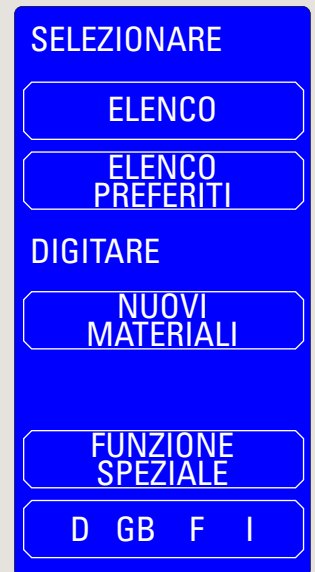 SELEZIONARE
ELENCO
ELENCO
PREFERITI
DIGITARE
NUOVI
MATERIALI
FUNZIONE
SPEZIALE
D GB F I